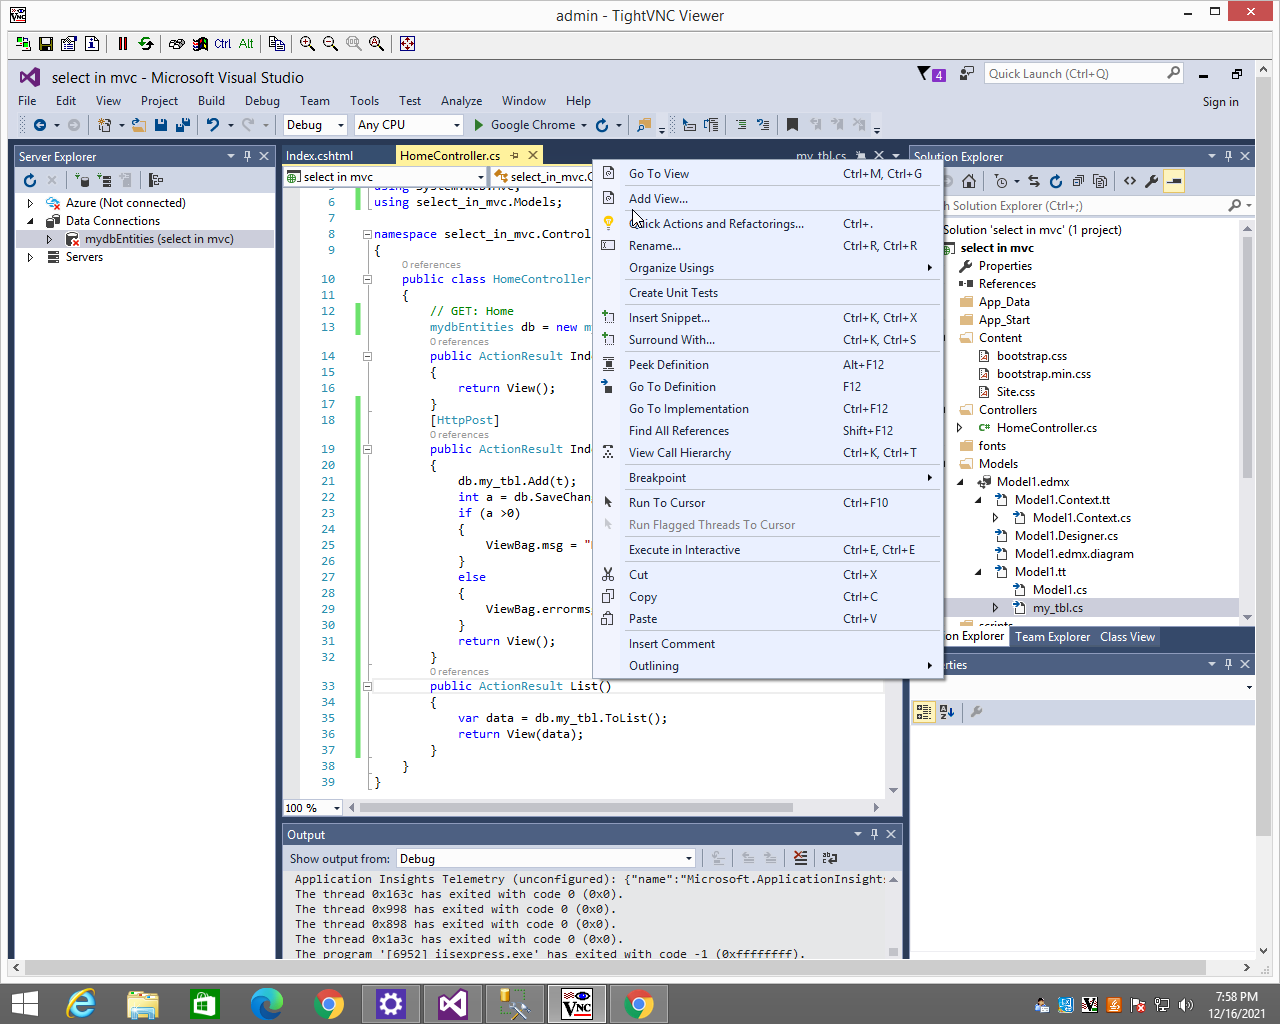 admin - TightVNC Viewer
Ctrl Alt
select in mvc - Microsoft Visual Studio
4
Quick Launch (Ctrl+Q)
File Edit View Project Build Debug Team Tools Test Analyze Window Help
Sign in
Debug
Any CPU
Google Chrome
Server Explorer
Azure (Not connected)
Data Connections
mydbEntities (select in mvc)
Servers
Index.cshtml
HomeController.cs
my_tbl.cs
select in mvc
select_in_mvc.C
6 using select_in_mvc.Models;
7
8 namespace select_in_mvc.Control
9 {
0 references
10 public class HomeController
11 {
12 // GET: Home
13 mydbEntities db = new m
0 references
14 public ActionResult Ind
15 {
16 return View();
17 }
18 [HttpPost]
0 references
19 public ActionResult Ind
20 {
21 db.my_tbl.Add(t);
22 int a = db.SaveChan
23 if (a >0)
24 {
25 ViewBag.msg = "
26 }
27 else
28 {
29 ViewBag.errorms
30 }
31 return View();
32 }
0 references
33 public ActionResult List()
34 {
35 var data = db.my_tbl.ToList();
36 return View(data);
37 }
38 }
39 }
100 %
Go To View Ctrl+M, Ctrl+G
Add View...
Quick Actions and Refactorings... Ctrl+.
Rename... Ctrl+R, Ctrl+R
Organize Usings
Create Unit Tests
Insert Snippet... Ctrl+K, Ctrl+X
Surround With... Ctrl+K, Ctrl+S
Peek Definition Alt+F12
Go To Definition F12
Go To Implementation Ctrl+F12
Find All References Shift+F12
View Call Hierarchy Ctrl+K, Ctrl+T
Breakpoint
Run To Cursor Ctrl+F10
Run Flagged Threads To Cursor
Execute in Interactive Ctrl+E, Ctrl+E
Cut Ctrl+X
Copy Ctrl+C
Paste Ctrl+V
Insert Comment
Outlining
Solution Explorer
Search Solution Explorer (Ctrl+;)
Solution 'select in mvc' (1 project)
select in mvc
Properties
References
App_Data
App_Start
Content
bootstrap.css
bootstrap.min.css
Site.css
Controllers
C# HomeController.cs
fonts
Models
Model1.edmx
Model1.Context.tt
Model1.Context.cs
Model1.Designer.cs
Model1.edmx.diagram
Model1.tt
Model1.cs
my_tbl.cs
on Explorer Team Explorer Class View
erties
Output
Show output from: Debug
Application Insights Telemetry (unconfigured): {"name":"Microsoft.ApplicationInsights
The thread 0x163c has exited with code 0 (0x0).
The thread 0x998 has exited with code 0 (0x0).
The thread 0x898 has exited with code 0 (0x0).
The thread 0x1a3c has exited with code 0 (0x0).
The program '[6952] iisexpress.exe' has exited with code -1 (0xffffffff).
7:58 PM
12/16/2021